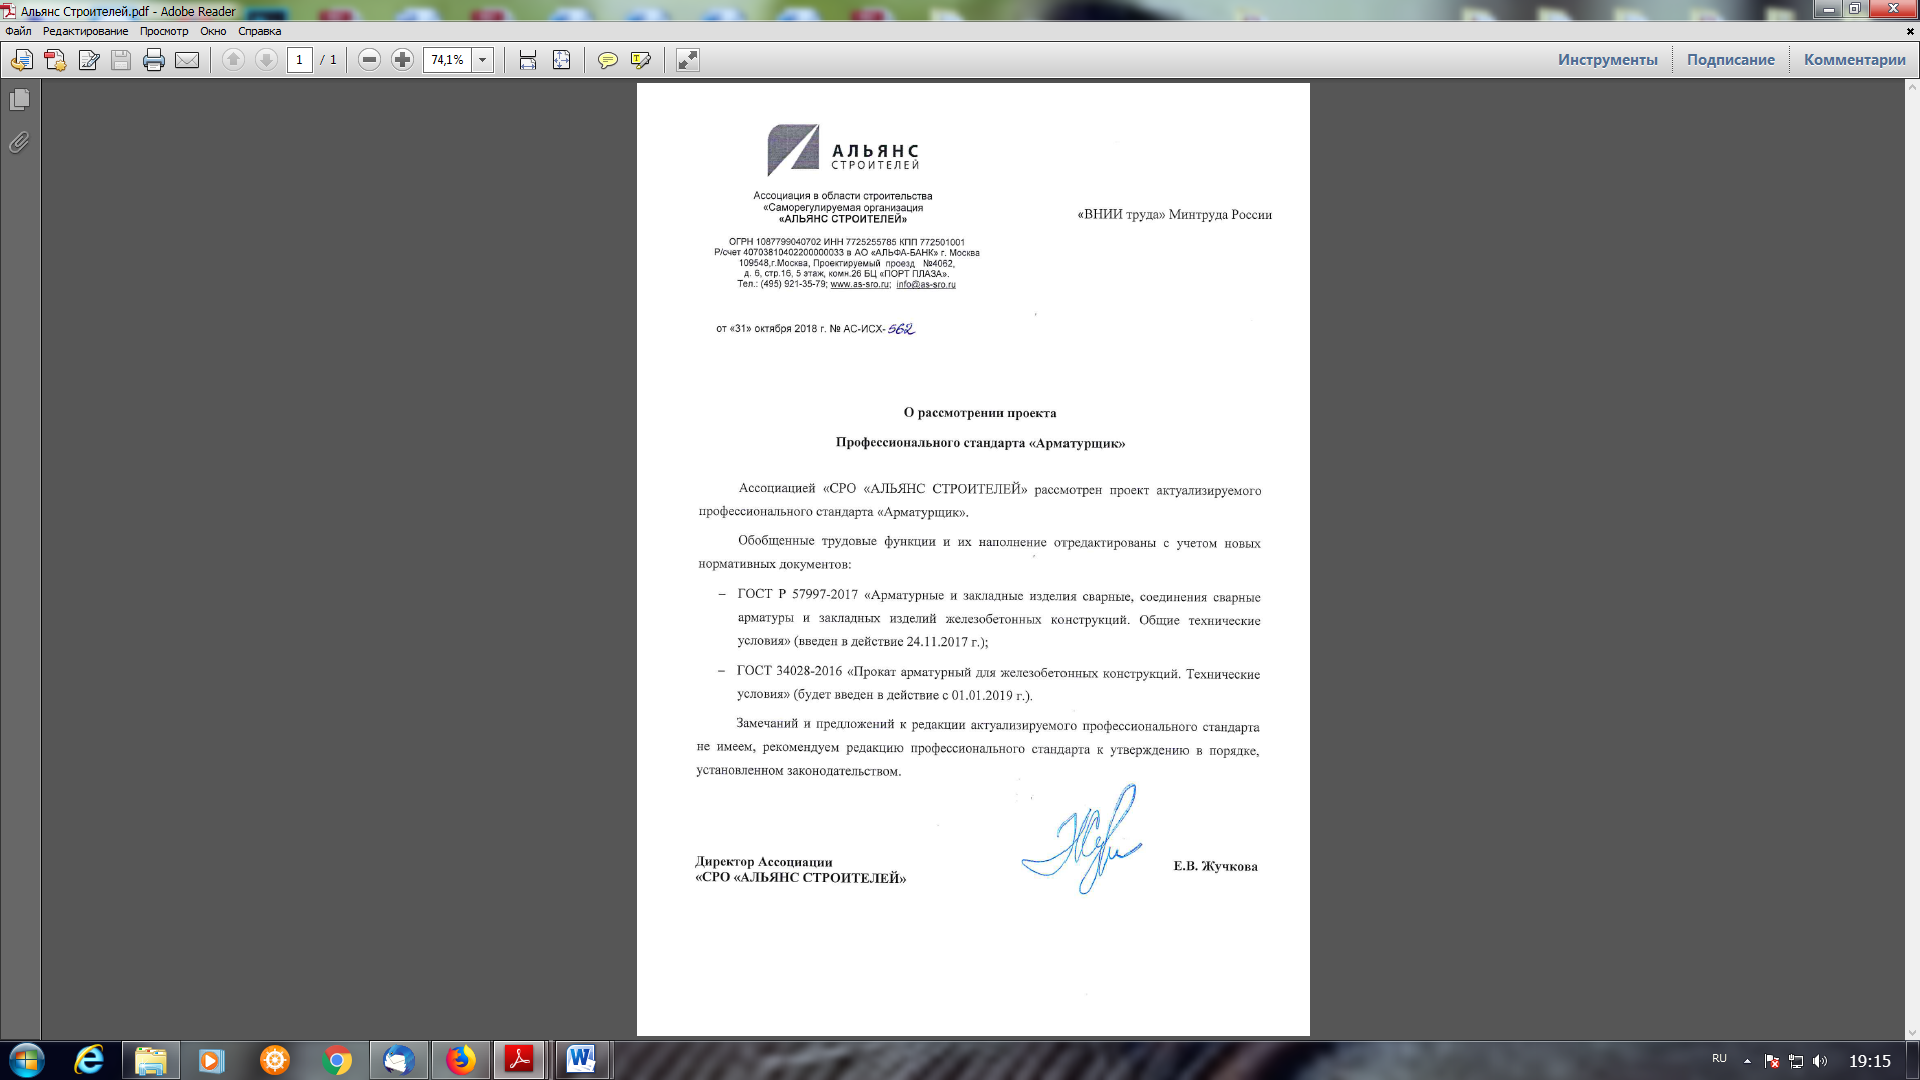 Альянс Строителей.pdf - Adobe Reader
Файл Редактирование Просмотр Окно Справка
1 / 1 74,1% Инструменты Подписание Комментарии
АЛЬЯНС
СТРОИТЕЛЕЙ
Ассоциация в области строительства
«Саморегулируемая организация
«АЛЬЯНС СТРОИТЕЛЕЙ»
«ВНИИ труда» Минтруда России
ОГРН 1087799040702 ИНН 7725255785 КПП 772501001
Р/счет 40703810402200000033 в АО «АЛЬФА-БАНК» г. Москва
109548,г.Москва, Проектируемый проезд №4062,
д. 6, стр.16, 5 этаж, комн.26 БЦ «ПОРТ ПЛАЗА».
Тел.: (495) 921-35-79; www.as-sro.ru; info@as-sro.ru
от «31» октября 2018 г. № АС-ИСХ- 562
О рассмотрении проекта
Профессионального стандарта «Арматурщик»
Ассоциацией «СРО «АЛЬЯНС СТРОИТЕЛЕЙ» рассмотрен проект актуализируемого
профессионального стандарта «Арматурщик».
Обобщенные трудовые функции и их наполнение отредактированы с учетом новых
нормативных документов:
– ГОСТ Р 57997-2017 «Арматурные и закладные изделия сварные, соединения сварные
арматуры и закладных изделий железобетонных конструкций. Общие технические
условия» (введен в действие 24.11.2017 г.);
– ГОСТ 34028-2016 «Прокат арматурный для железобетонных конструкций. Технические
условия» (будет введен в действие с 01.01.2019 г.).
Замечаний и предложений к редакции актуализируемого профессионального стандарта
не имеем, рекомендуем редакцию профессионального стандарта к утверждению в порядке,
установленном законодательством.
Директор Ассоциации
«СРО «АЛЬЯНС СТРОИТЕЛЕЙ»
Е.В. Жучкова
RU 19:15